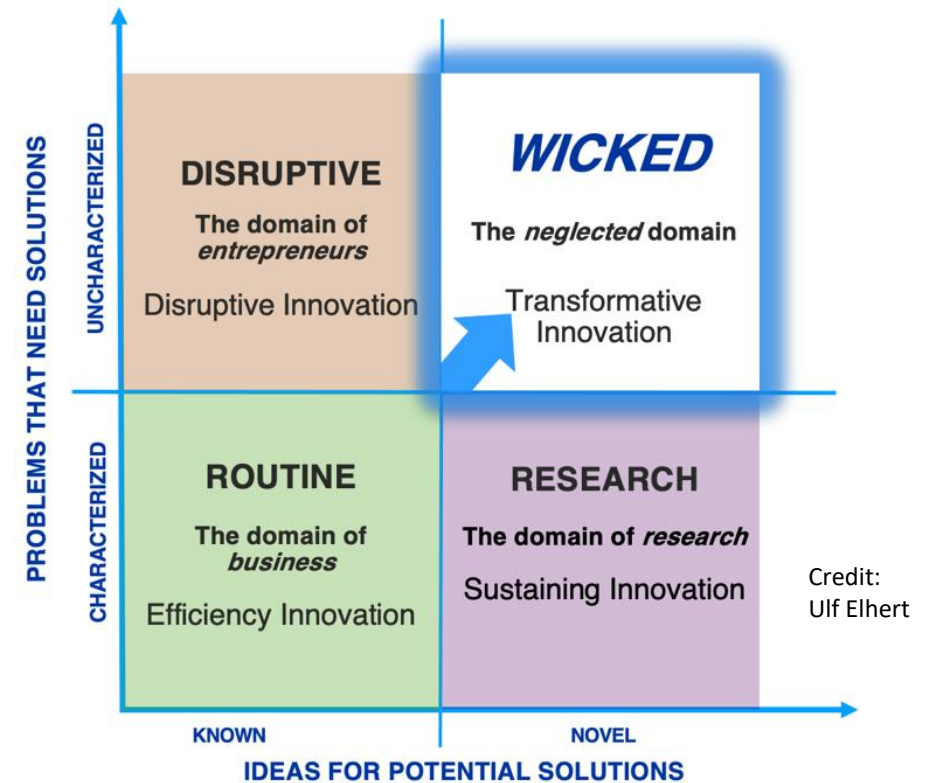 PROBLEMS THAT NEED SOLUTIONS
UNCHARACTERIZED
CHARACTERIZED
DISRUPTIVE
The domain of
entrepreneurs
Disruptive Innovation
WICKED
The neglected domain
Transformative
Innovation
ROUTINE
The domain of
business
Efficiency Innovation
RESEARCH
The domain of research
Sustaining Innovation
Credit:
Ulf Elhert
KNOWN
NOVEL
IDEAS FOR POTENTIAL SOLUTIONS